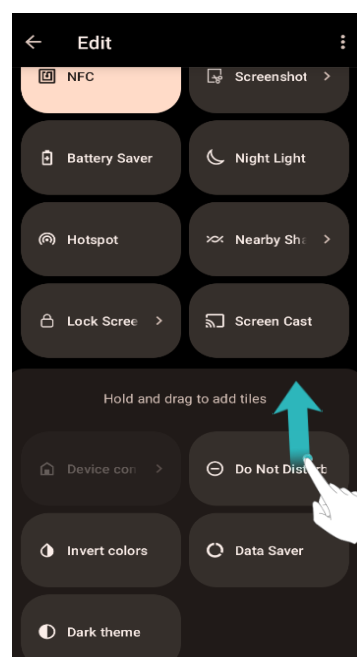 Edit
NFC
Screenshot
Battery Saver
Night Light
Hotspot
Nearby Sha
Lock Scree
Screen Cast
Hold and drag to add tiles
Device con
Do Not Disturb
Invert colors
Data Saver
Dark theme